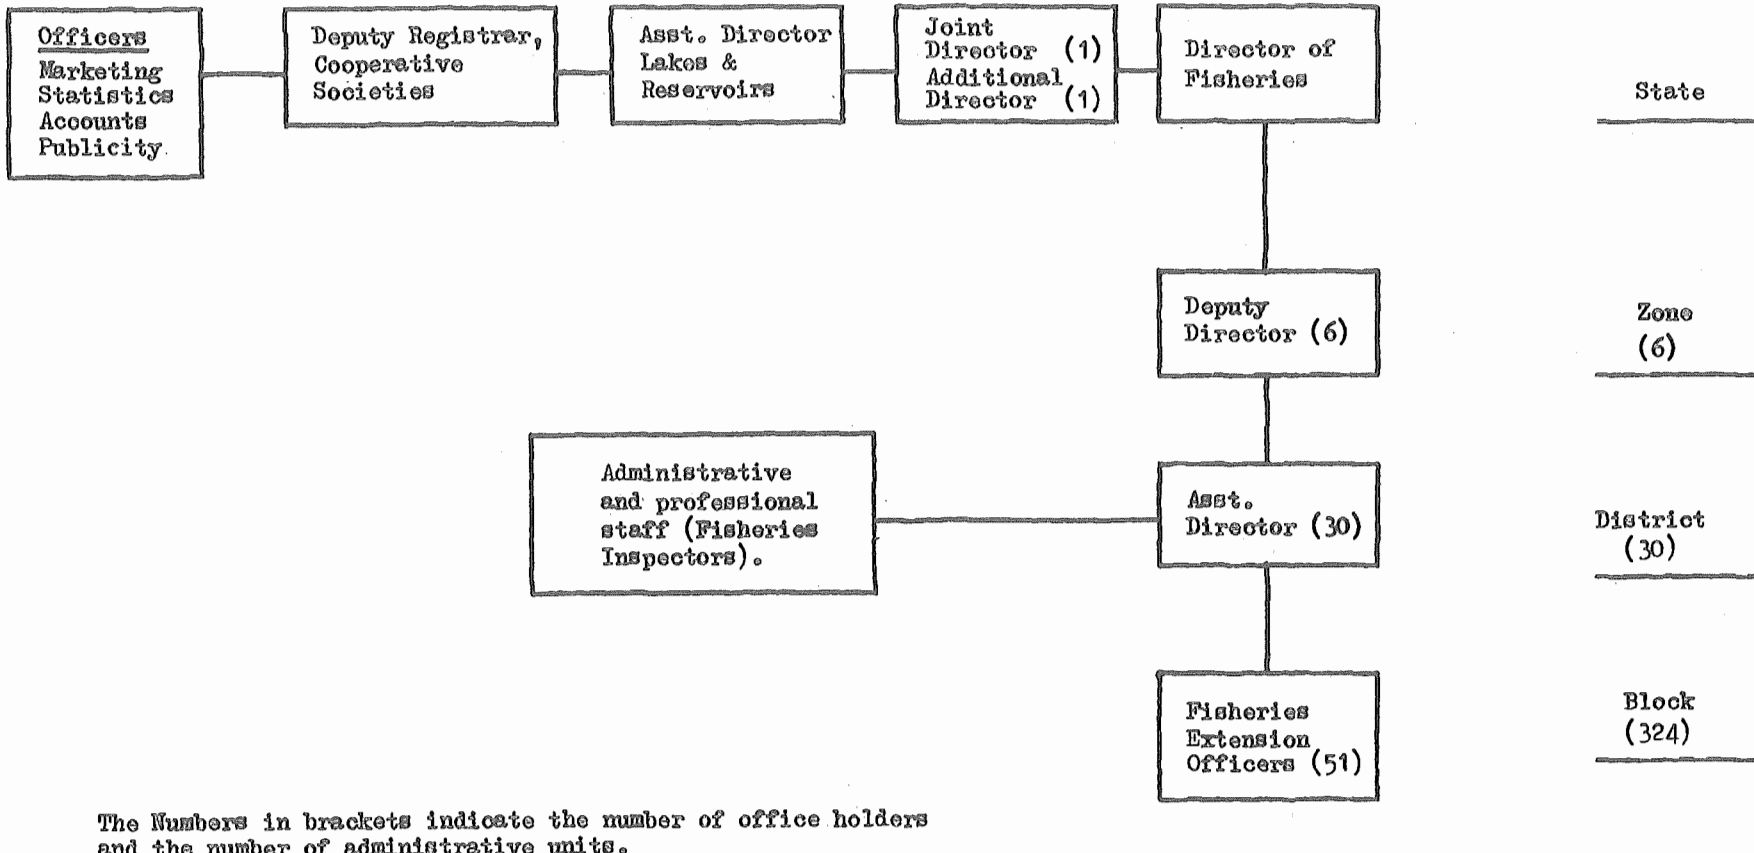 Officers
Marketing
Statistics
Accounts
Publicity.
Deputy Registrar,
Cooperative
Societies
Asst. Director
Lakes &
Reservoirs
Joint
Director (1)
Additional
Director (1)
Director of
Fisheries
State
Deputy
Director (6)
Zone
(6)
Administrative
and professional
staff (Fisheries
Inspectors).
Asst.
Director (30)
District
(30)
Fisheries
Extension
Officers (51)
Block
(324)
The Numbers in brackets indicate the number of office holders
and the number of administrative units.